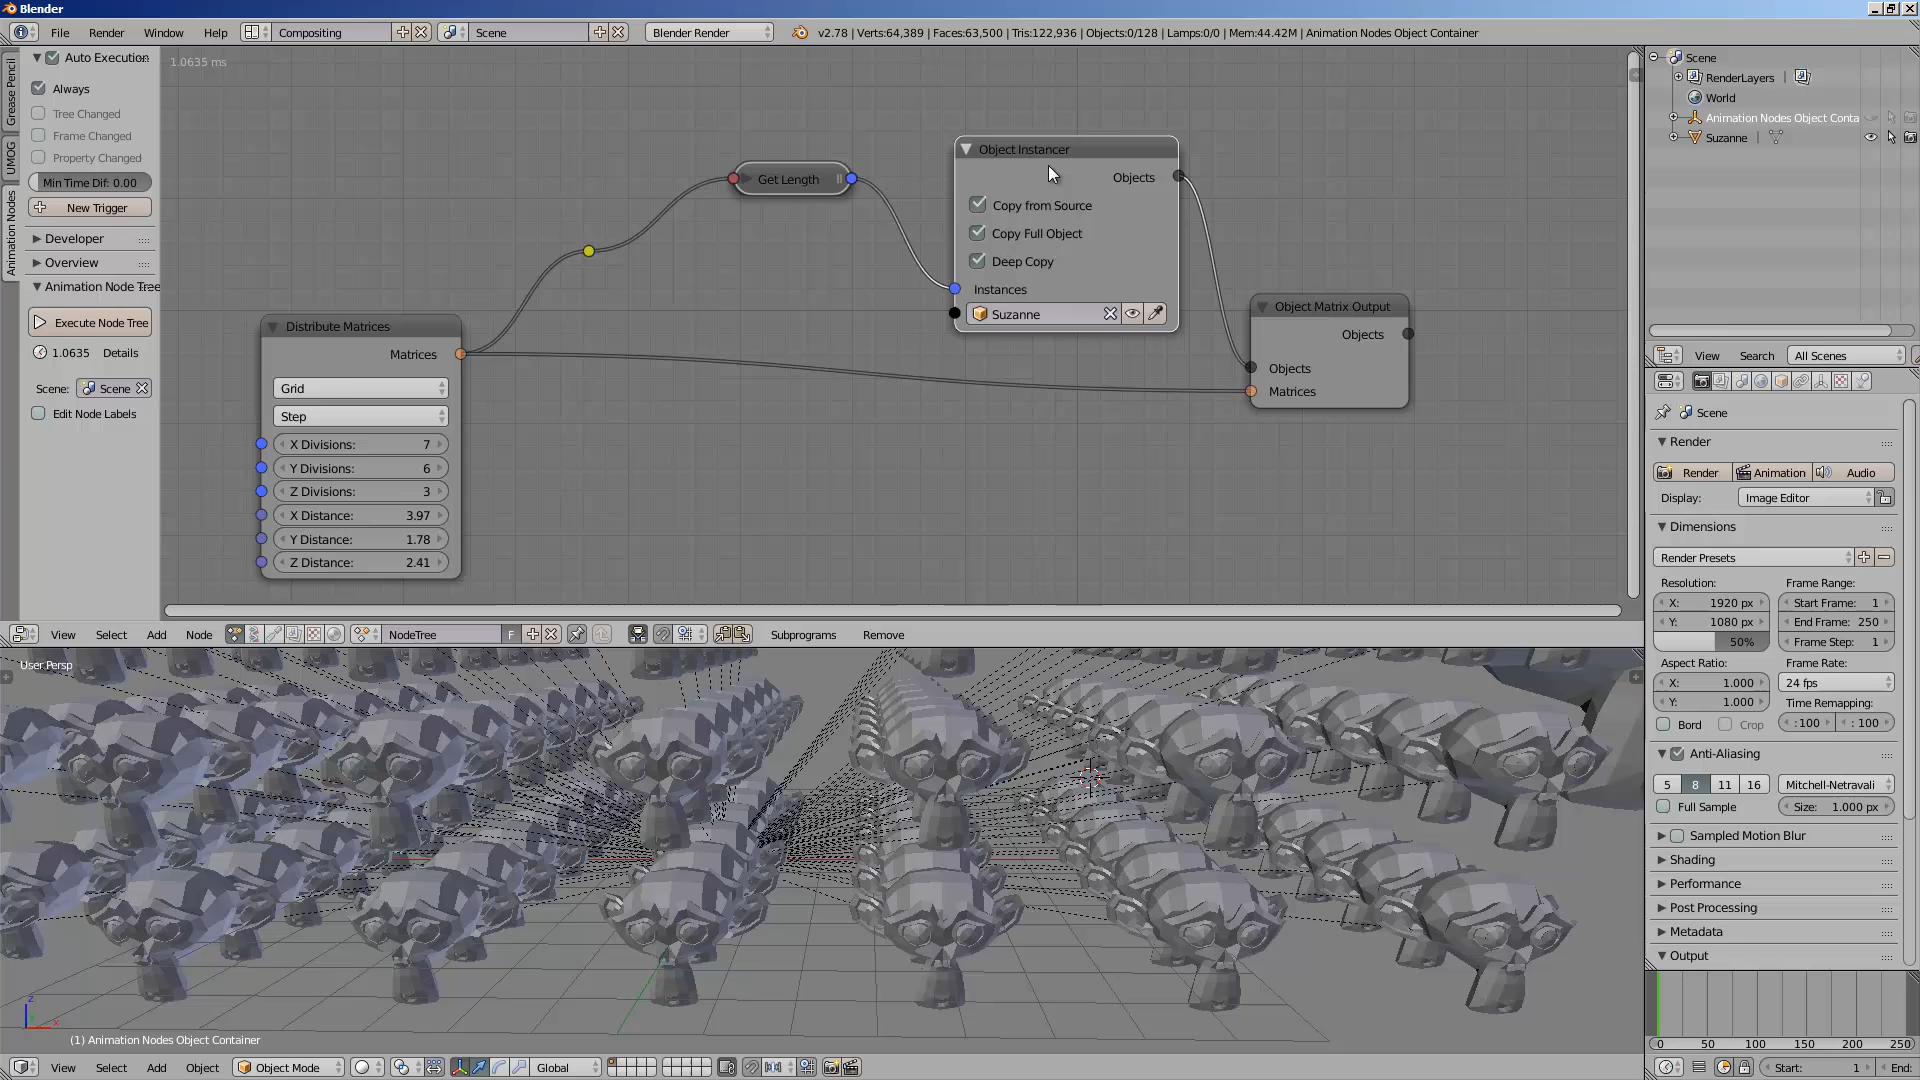 Blender
File Render Window Help Compositing Scene Blender Render v2.78 | Verts:64,389 | Faces:63,500 | Tris:122,936 | Objects:0/128 | Lamps:0/0 | Mem:44.42M | Animation Nodes Object Container
Grease Pencil
UMOG
Animation Nodes
Auto Execution
Always
Tree Changed
Frame Changed
Property Changed
Min Time Dif: 0.00
New Trigger
Developer
Overview
Animation Node Tree
Execute Node Tree
1.0635 Details
Scene: Scene
Edit Node Labels
1.0635 ms
Distribute Matrices
Matrices
Grid
Step
X Divisions: 7
Y Divisions: 6
Z Divisions: 3
X Distance: 3.97
Y Distance: 1.78
Z Distance: 2.41
Get Length
Object Instancer
Objects
Copy from Source
Copy Full Object
Deep Copy
Instances
Suzanne
Object Matrix Output
Objects
Objects
Matrices
View Select Add Node NodeTree F Subprograms Remove
User Persp
z
x
(1) Animation Nodes Object Container
View Select Add Object Object Mode Global
Scene
RenderLayers |
World
Animation Nodes Object Conta
Suzanne |
View Search All Scenes
Scene
Render
Render Animation Audio
Display: Image Editor
Dimensions
Render Presets
Resolution: Frame Range:
X: 1920 px Start Frame: 1
Y: 1080 px End Frame: 250
50% Frame Step: 1
Aspect Ratio: Frame Rate:
X: 1.000 24 fps
Y: 1.000 Time Remapping:
Bord Crop :100 : 100
Anti-Aliasing
5 8 11 16 Mitchell-Netravali
Full Sample Size: 1.000 px
Sampled Motion Blur
Shading
Performance
Post Processing
Metadata
Output
0 50 100 150 200 250
Start: 1 End: